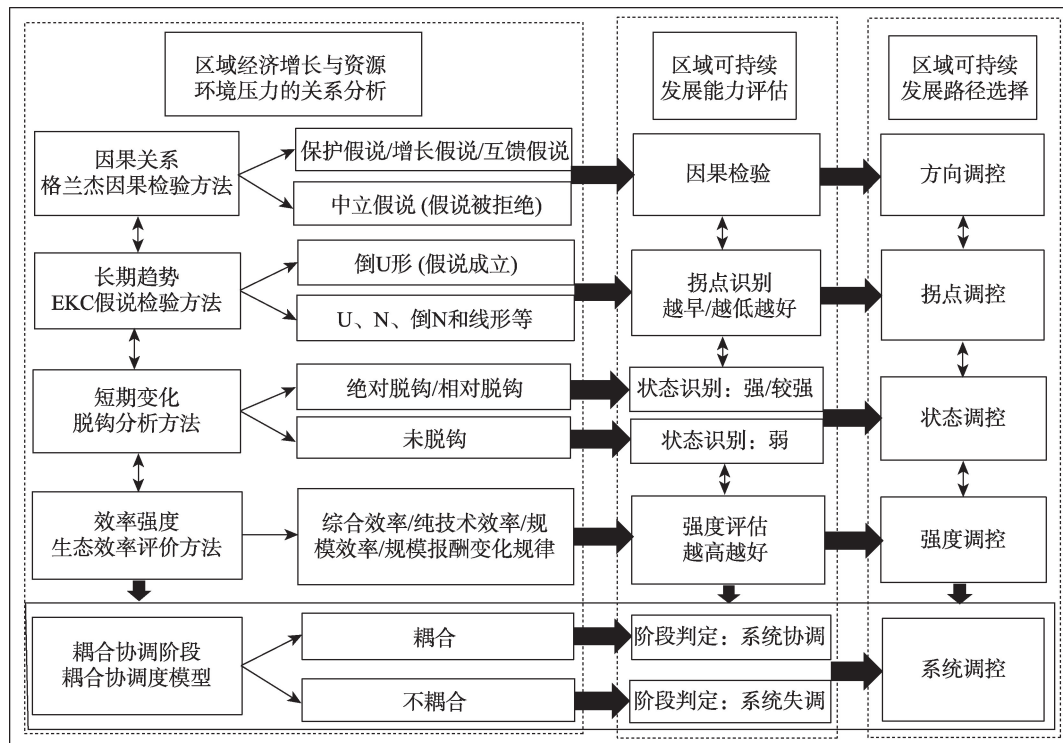 区域经济增长与资源
环境压力的关系分析
区域可持续
发展能力评估
区域可持续
发展路径选择
因果关系
格兰杰因果检验方法
保护假说/增长假说/互馈假说
中立假说 (假说被拒绝)
因果检验
方向调控
长期趋势
EKC假说检验方法
倒U形 (假说成立)
U、N、倒N和线形等
拐点识别
越早/越低越好
拐点调控
短期变化
脱钩分析方法
绝对脱钩/相对脱钩
未脱钩
状态识别：强/较强
状态识别：弱
状态调控
效率强度
生态效率评价方法
综合效率/纯技术效率/规
模效率/规模报酬变化规律
强度评估
越高越好
强度调控
耦合协调阶段
耦合协调度模型
耦合
不耦合
阶段判定：系统协调
阶段判定：系统失调
系统调控